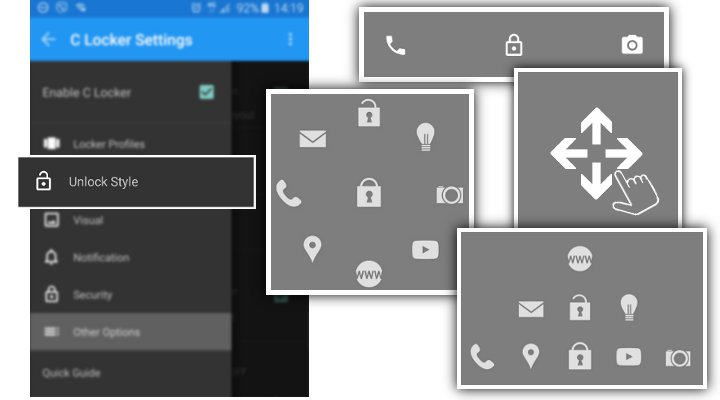 92% 14:19
C Locker Settings
Enable C Locker
Locker Profiles
Unlock Style
Visual
Notification
Security
Other Options
Quick Guide
WWW
WWW